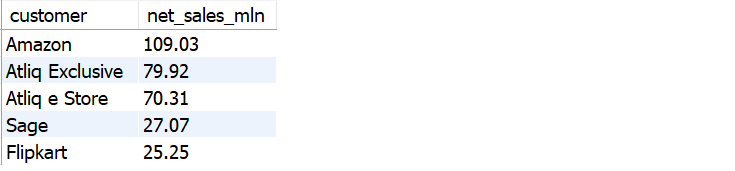 customer net_sales_mln
Amazon 109.03
Atliq Exclusive 79.92
Atliq e Store 70.31
Sage 27.07
Flipkart 25.25